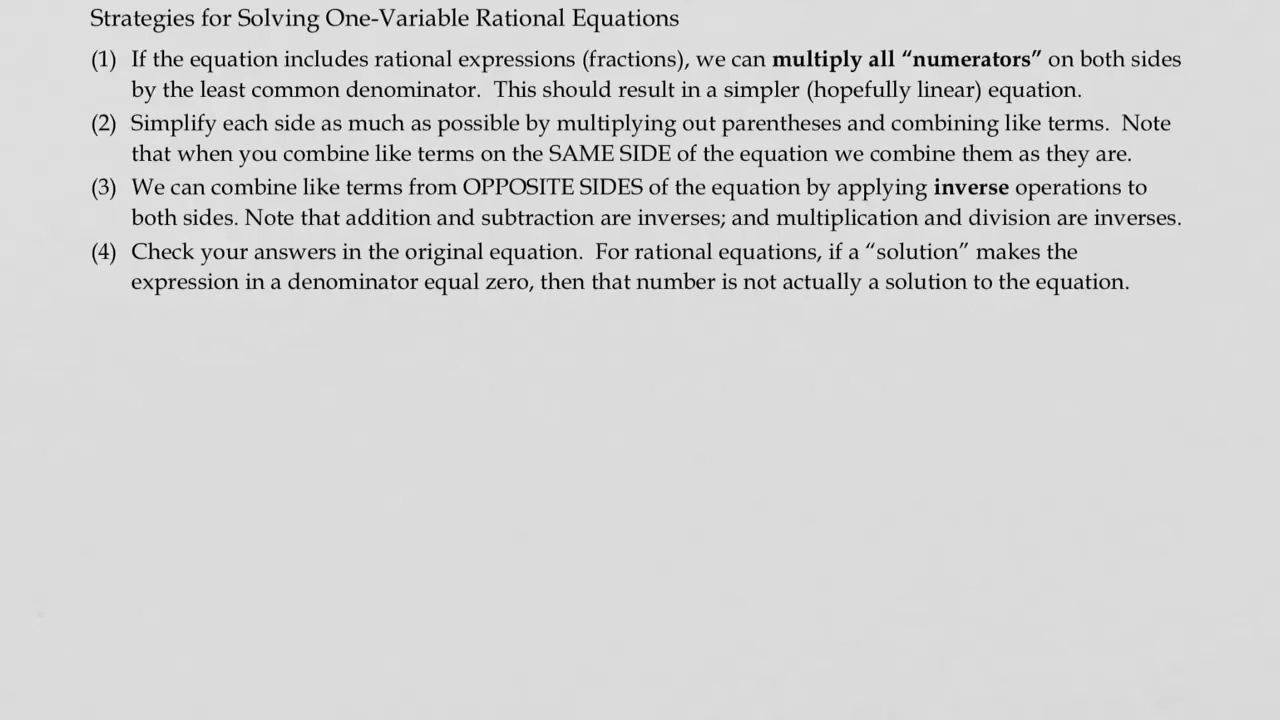 Strategies for Solving One-Variable Rational Equations
(1) If the equation includes rational expressions (fractions), we can multiply all “numerators” on both sides
by the least common denominator. This should result in a simpler (hopefully linear) equation.
(2) Simplify each side as much as possible by multiplying out parentheses and combining like terms. Note
that when you combine like terms on the SAME SIDE of the equation we combine them as they are.
(3) We can combine like terms from OPPOSITE SIDES of the equation by applying inverse operations to
both sides. Note that addition and subtraction are inverses; and multiplication and division are inverses.
(4) Check your answers in the original equation. For rational equations, if a “solution” makes the
expression in a denominator equal zero, then that number is not actually a solution to the equation.